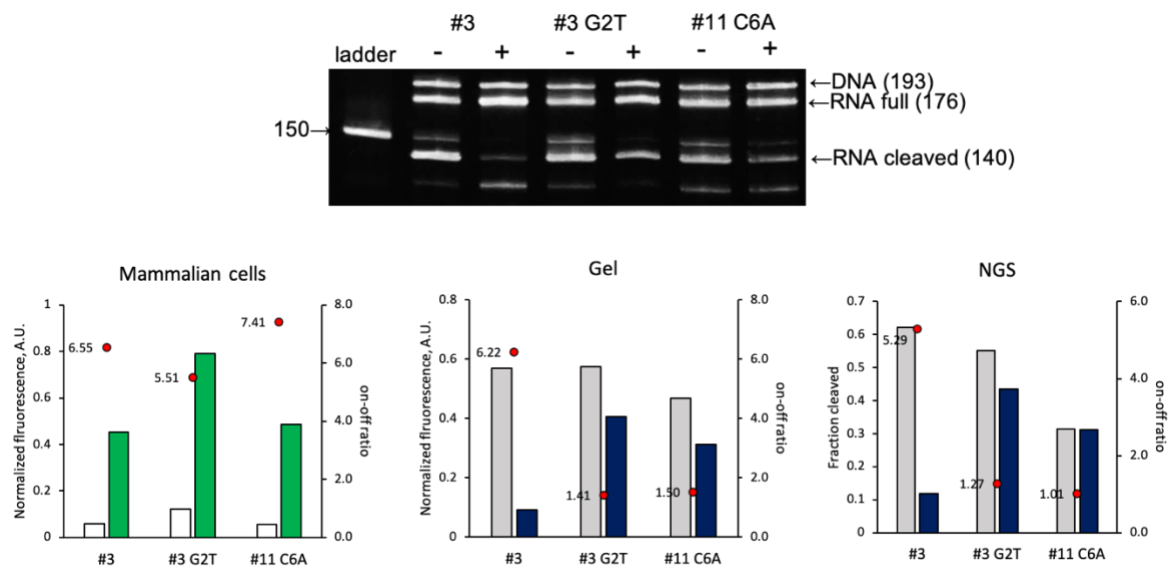 #3 #3 G2T #11 C6A
ladder - + - + - +
←DNA (193)
←RNA full (176)
150→
←RNA cleaved (140)
Mammalian cells
Normalized flruorescence, A.U.
1
0.8
0.6
0.4
0.2
0
6.55
5.51
7.41
8.0
6.0
4.0
2.0
0.0
on-off ratio
#3 #3 G2T #11 C6A
Gel
Normalized flruorescence, A.U.
0.8
0.6
0.4
0.2
0
6.22
1.41
1.50
8.0
6.0
4.0
2.0
0.0
on-off ratio
#3 #3 G2T #11 C6A
NGS
Fraction cleaved
0.7
0.6
0.5
0.4
0.3
0.2
0.1
0
5.29
1.27
1.01
6.0
4.0
2.0
0.0
on-off ratio
#3 #3 G2T #11 C6A